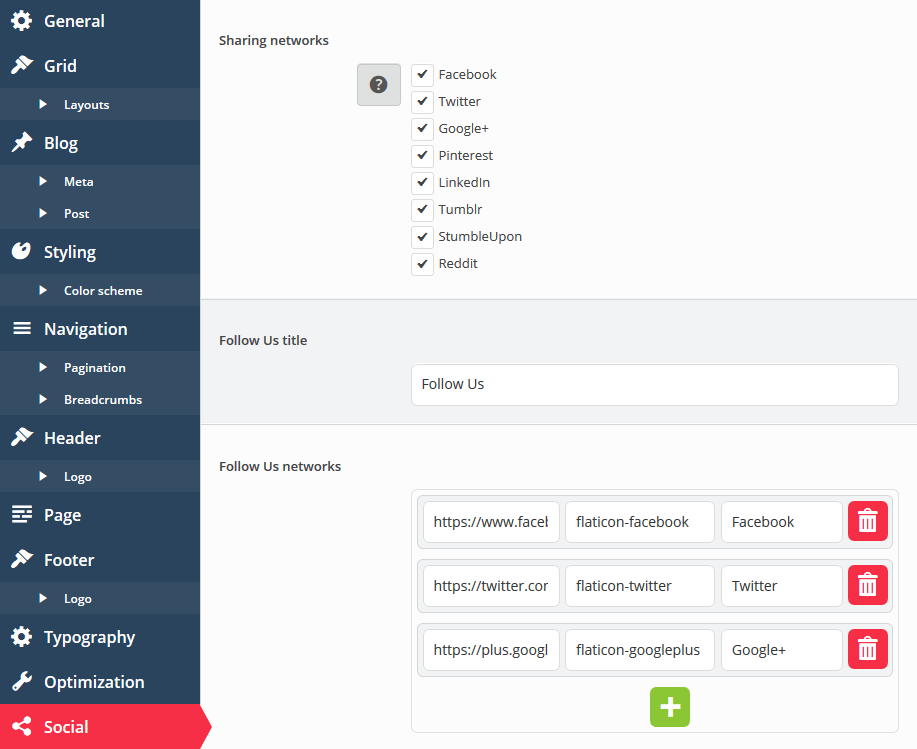 General
Grid
Layouts
Blog
Meta
Post
Styling
Color scheme
Navigation
Pagination
Breadcrumbs
Header
Logo
Page
Footer
Logo
Typography
Optimization
Social
Sharing networks
?
Facebook
Twitter
Google+
Pinterest
LinkedIn
Tumblr
StumbleUpon
Reddit
Follow Us title
Follow Us
Follow Us networks
https://www.faceb flaticon-facebook Facebook
https://twitter.cor flaticon-twitter Twitter
https://plus.googl flaticon-googleplus Google+